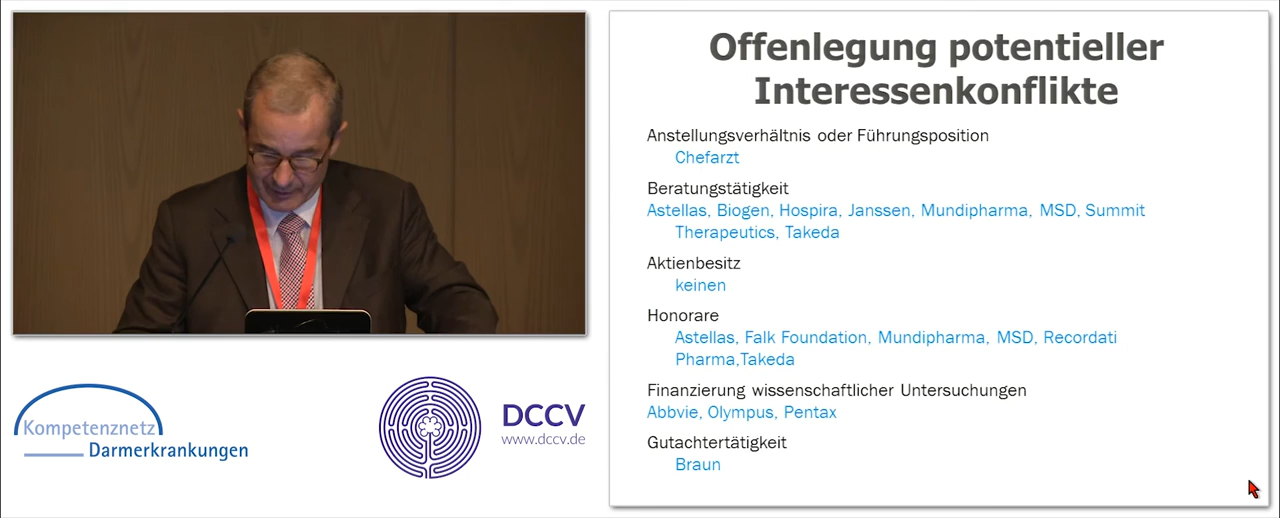 Offenlegung potentieller
Interessenkonflikte
Anstellungsverhältnis oder Führungsposition
Chefarzt
Beratungstätigkeit
Astellas, Biogen, Hospira, Janssen, Mundipharma, MSD, Summit
Therapeutics, Takeda
Aktienbesitz
keinen
Honorare
Astellas, Falk Foundation, Mundipharma, MSD, Recordati
Pharma,Takeda
Finanzierung wissenschaftlicher Untersuchungen
Abbvie, Olympus, Pentax
Gutachtertätigkeit
Braun
Kompetenznetz
Darmerkrankungen
DCCV
www.dccv.de